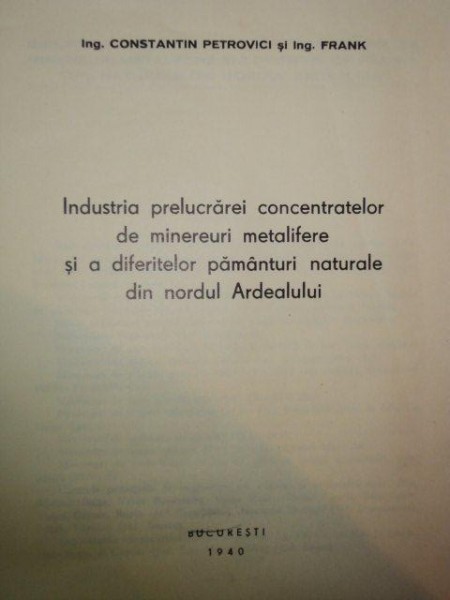 Ing. CONSTANTIN PETROVICI și Ing. FRANK
Industria prelucrărei concentratelor
de minereuri metalifere
și a diferitelor pământuri naturale
din nordul Ardealului
BUCUREȘTI
1940